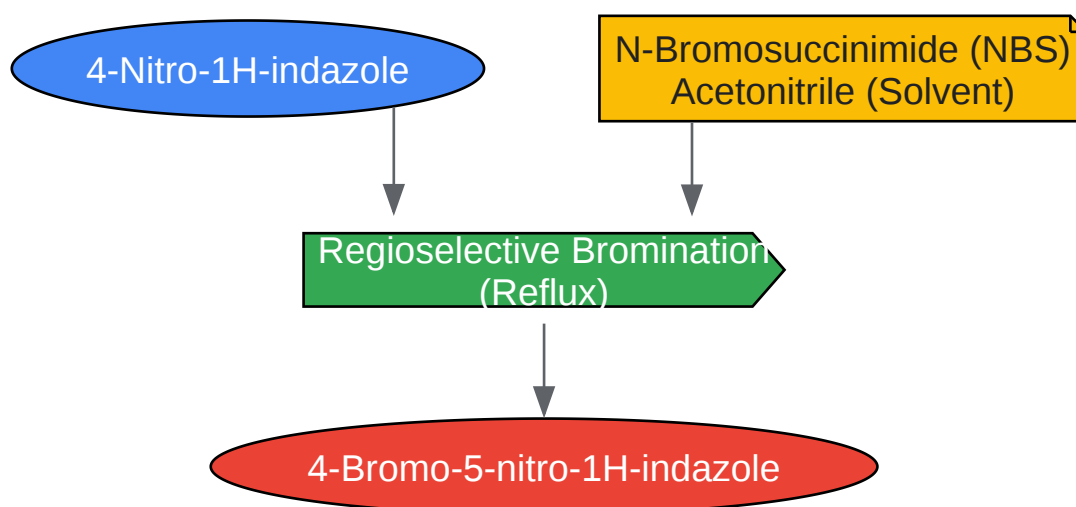 4-Nitro-1H-indazole
N-Bromosuccinimide (NBS)
Acetonitrile (Solvent)
Regioselective Bromination
(Reflux)
4-Bromo-5-nitro-1H-indazole